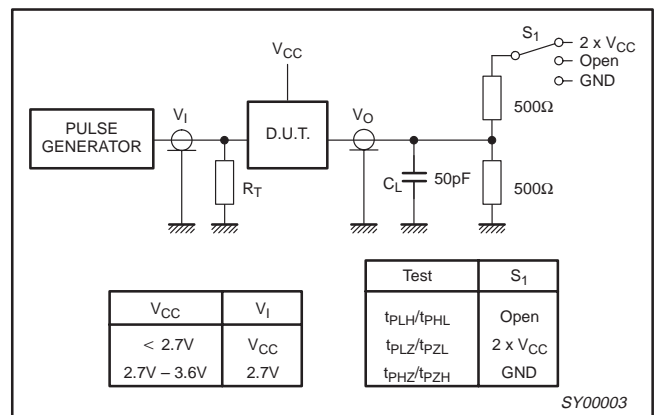 S1
2 x VCC
Open
GND
VCC
500Ω
PULSE
GENERATOR
VI
D.U.T.
VO
RT
CL
50pF
500Ω
VCC VI
< 2.7V VCC
2.7V – 3.6V 2.7V
Test S1
tPLH/tPHL Open
tPLZ/tPZL 2 x VCC
tPHZ/tPZH GND
SY00003